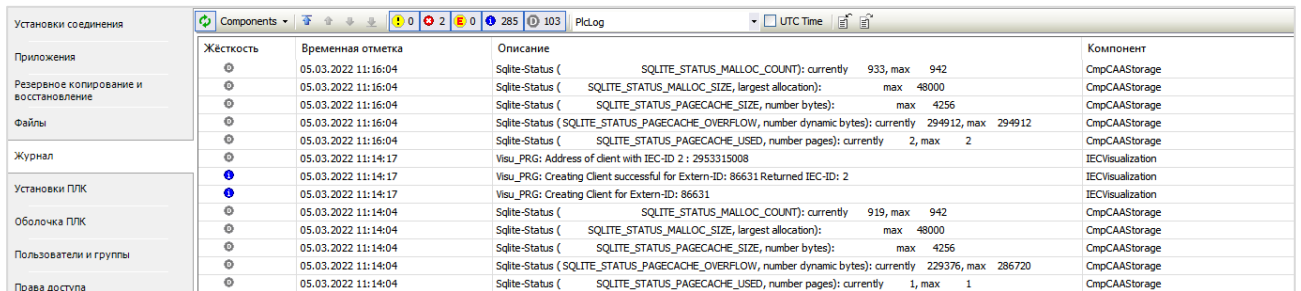 Установки соединения
Приложения
Резервное копирование и
восстановление
Файлы
Журнал
Установки ПЛК
Оболочка ПЛК
Пользователи и группы
Права доступа
Components 0 2 E 0 285 D 103 PlcLog UTC Time
Жёсткость Временная отметка Описание Компонент
D 05.03.2022 11:16:04 Sqlite-Status ( SQLITE_STATUS_MALLOC_COUNT): currently 933, max 942 CmpCAAStorage
D 05.03.2022 11:16:04 Sqlite-Status ( SQLITE_STATUS_MALLOC_SIZE, largest allocation): max 48000 CmpCAAStorage
D 05.03.2022 11:16:04 Sqlite-Status ( SQLITE_STATUS_PAGECACHE_SIZE, number bytes): max 4256 CmpCAAStorage
D 05.03.2022 11:16:04 Sqlite-Status (SQLITE_STATUS_PAGECACHE_OVERFLOW, number dynamic bytes): currently 294912, max 294912 CmpCAAStorage
D 05.03.2022 11:16:04 Sqlite-Status ( SQLITE_STATUS_PAGECACHE_USED, number pages): currently 2, max 2 CmpCAAStorage
D 05.03.2022 11:14:17 Visu_PRG: Address of client with IEC-ID 2 : 2953315008 IECVisualization
05.03.2022 11:14:17 Visu_PRG: Creating Client successful for Extern-ID: 86631 Returned IEC-ID: 2 IECVisualization
05.03.2022 11:14:17 Visu_PRG: Creating Client for Extern-ID: 86631 IECVisualization
D 05.03.2022 11:14:04 Sqlite-Status ( SQLITE_STATUS_MALLOC_COUNT): currently 919, max 942 CmpCAAStorage
D 05.03.2022 11:14:04 Sqlite-Status ( SQLITE_STATUS_MALLOC_SIZE, largest allocation): max 48000 CmpCAAStorage
D 05.03.2022 11:14:04 Sqlite-Status ( SQLITE_STATUS_PAGECACHE_SIZE, number bytes): max 4256 CmpCAAStorage
D 05.03.2022 11:14:04 Sqlite-Status (SQLITE_STATUS_PAGECACHE_OVERFLOW, number dynamic bytes): currently 229376, max 286720 CmpCAAStorage
D 05.03.2022 11:14:04 Sqlite-Status ( SQLITE_STATUS_PAGECACHE_USED, number pages): currently 1, max 1 CmpCAAStorage